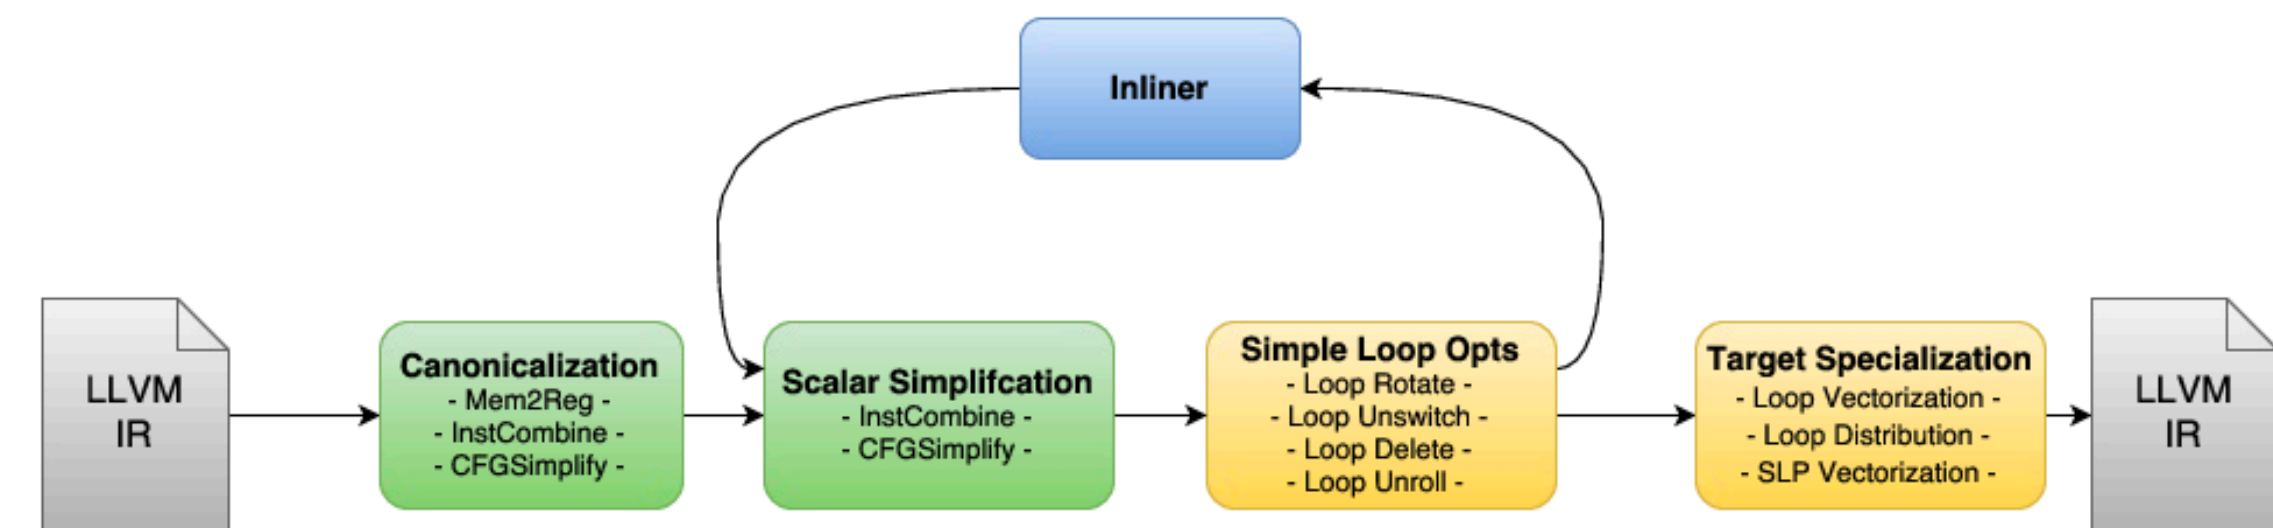 Inliner
LLVM
IR
Canonicalization
- Mem2Reg -
- InstCombine -
- CFGSimplify -
Scalar Simplifcation
- InstCombine -
- CFGSimplify -
Simple Loop Opts
- Loop Rotate -
- Loop Unswitch -
- Loop Delete -
- Loop Unroll -
Target Specialization
- Loop Vectorization -
- Loop Distribution -
- SLP Vectorization -
LLVM
IR